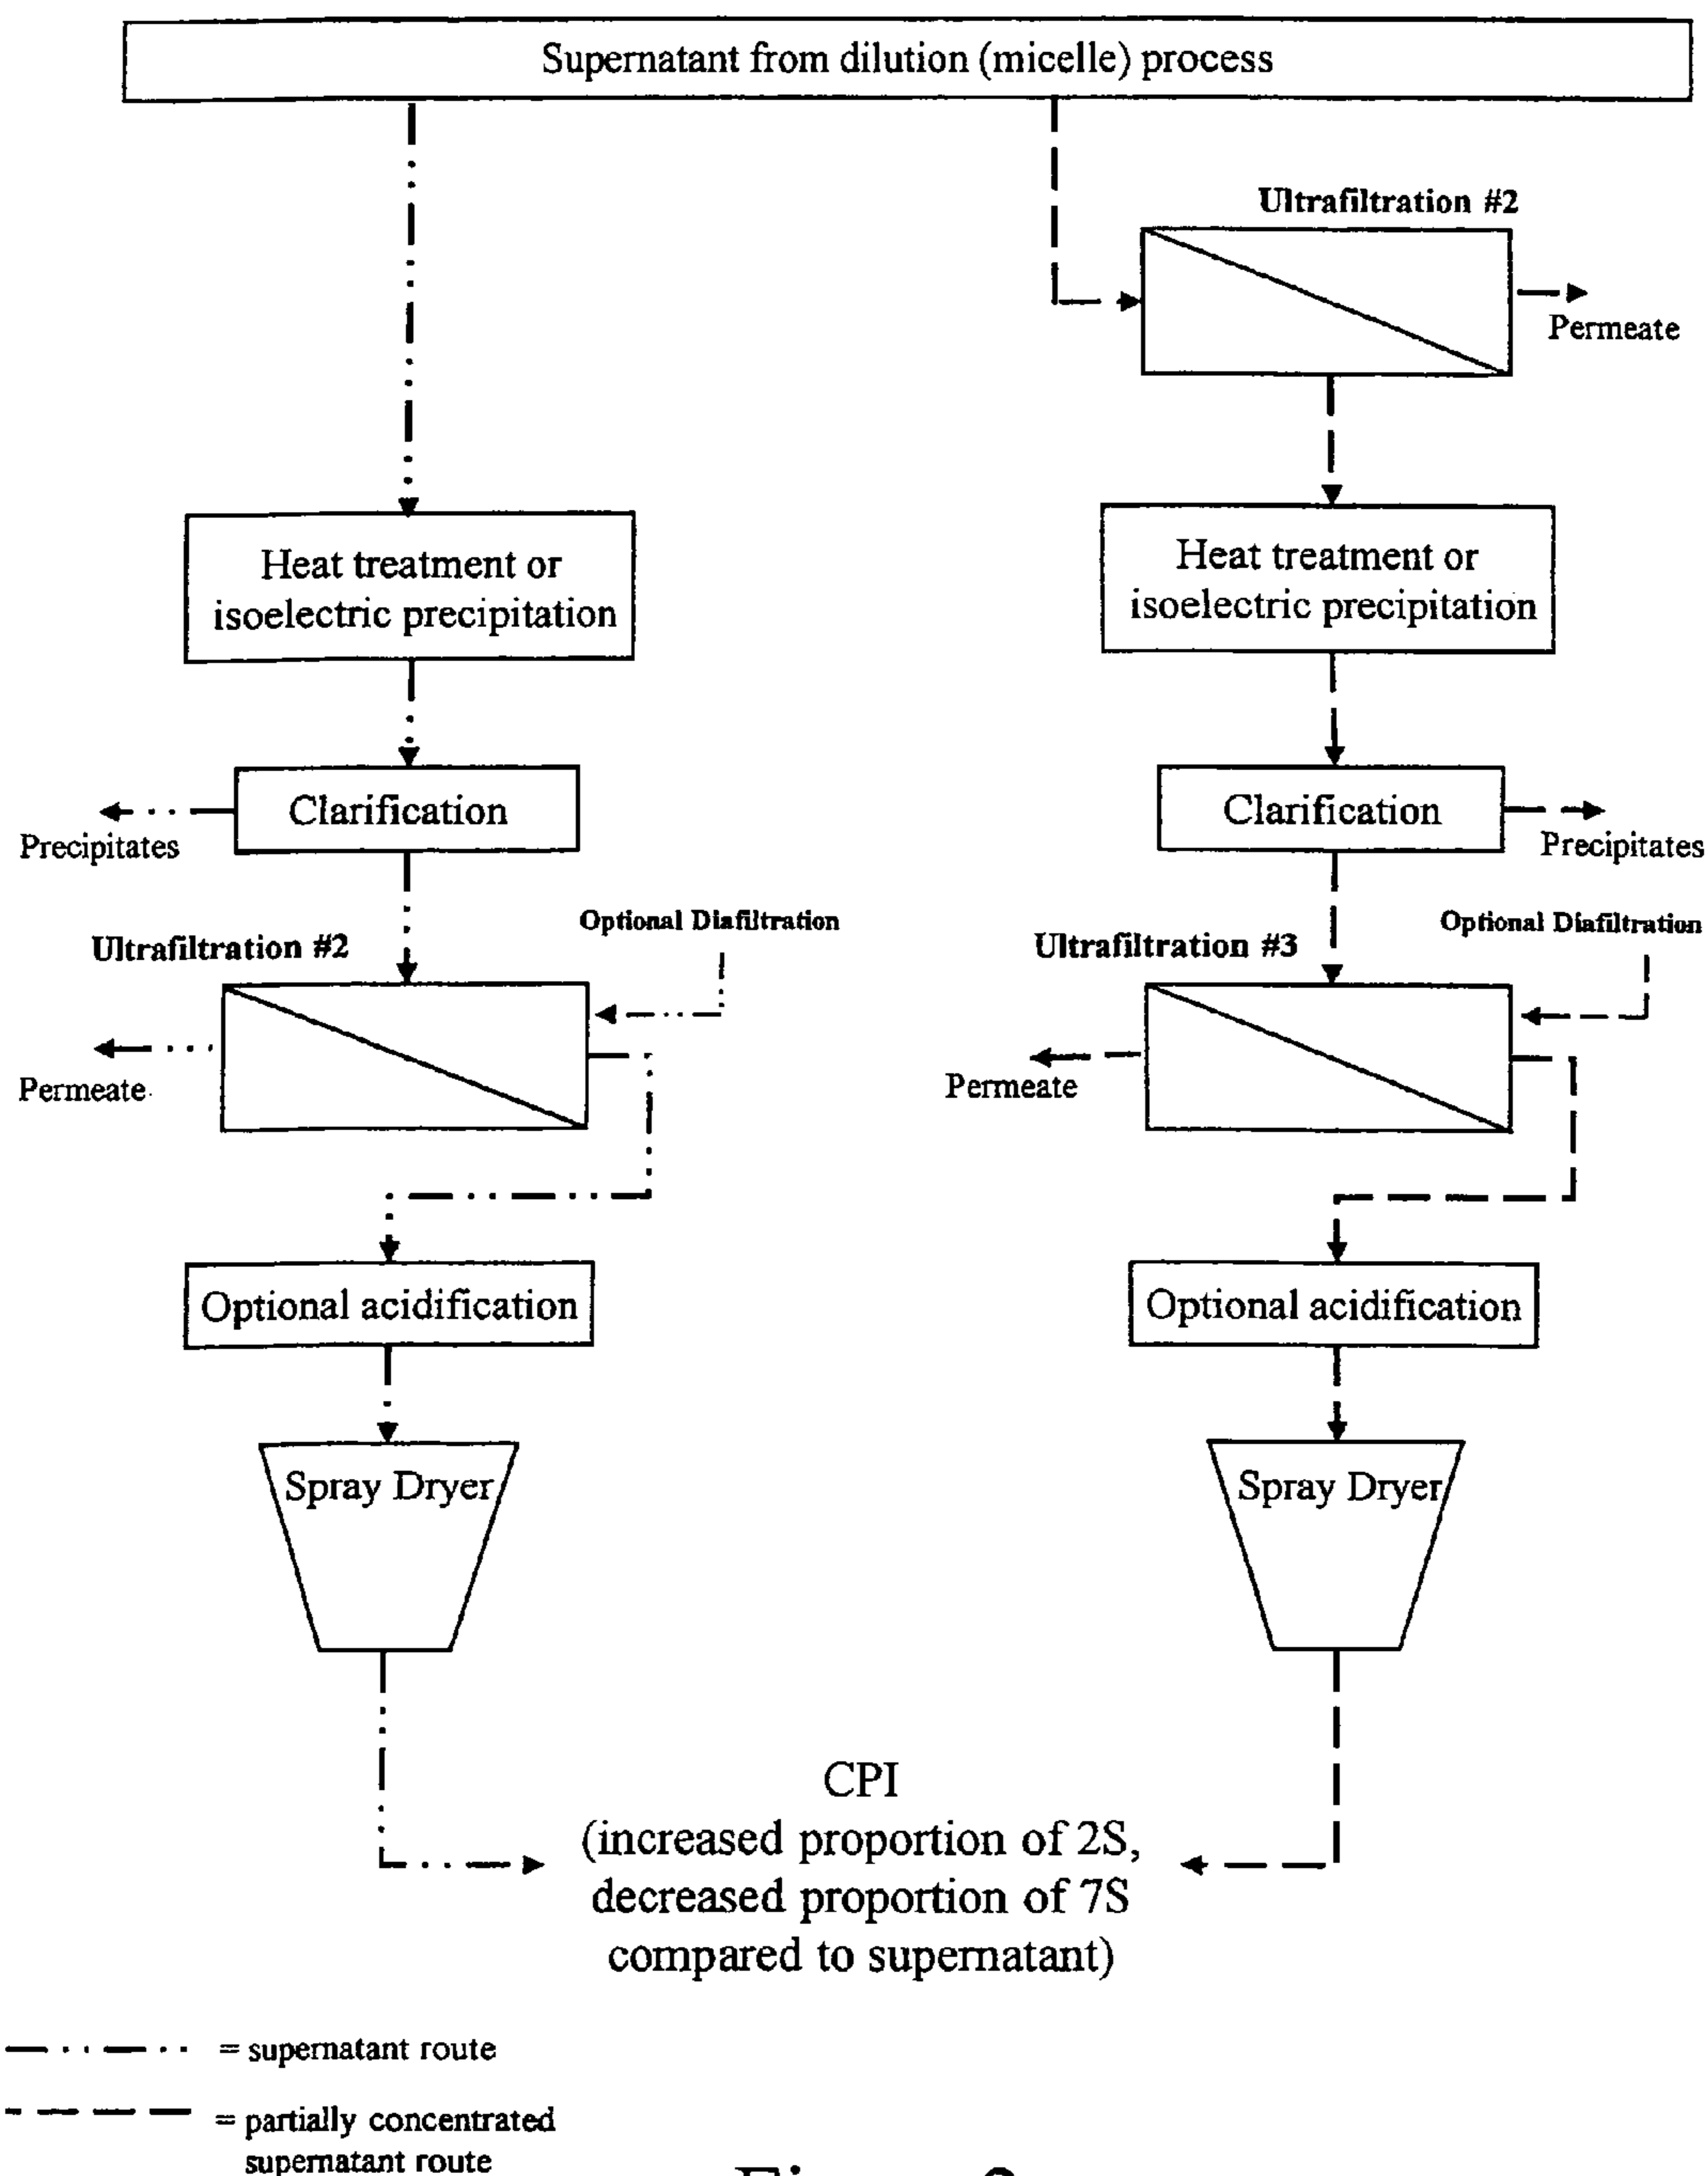 Supernatant from dilution (micelle) process
Ultrafiltration #2
Permeate
Heat treatment or
isoelectric precipitation
Heat treatment or
isoelectric precipitation
Clarification
Precipitates
Clarification
Precipitates
Ultrafiltration #2
Optional Diafiltration
Permeate
Ultrafiltration #3
Optional Diafiltration
Permeate
Optional acidification
Optional acidification
Spray Dryer
Spray Dryer
CPI
(increased proportion of 2S,
decreased proportion of 7S
compared to supernatant)
= supernatant route
= partially concentrated
supernatant route